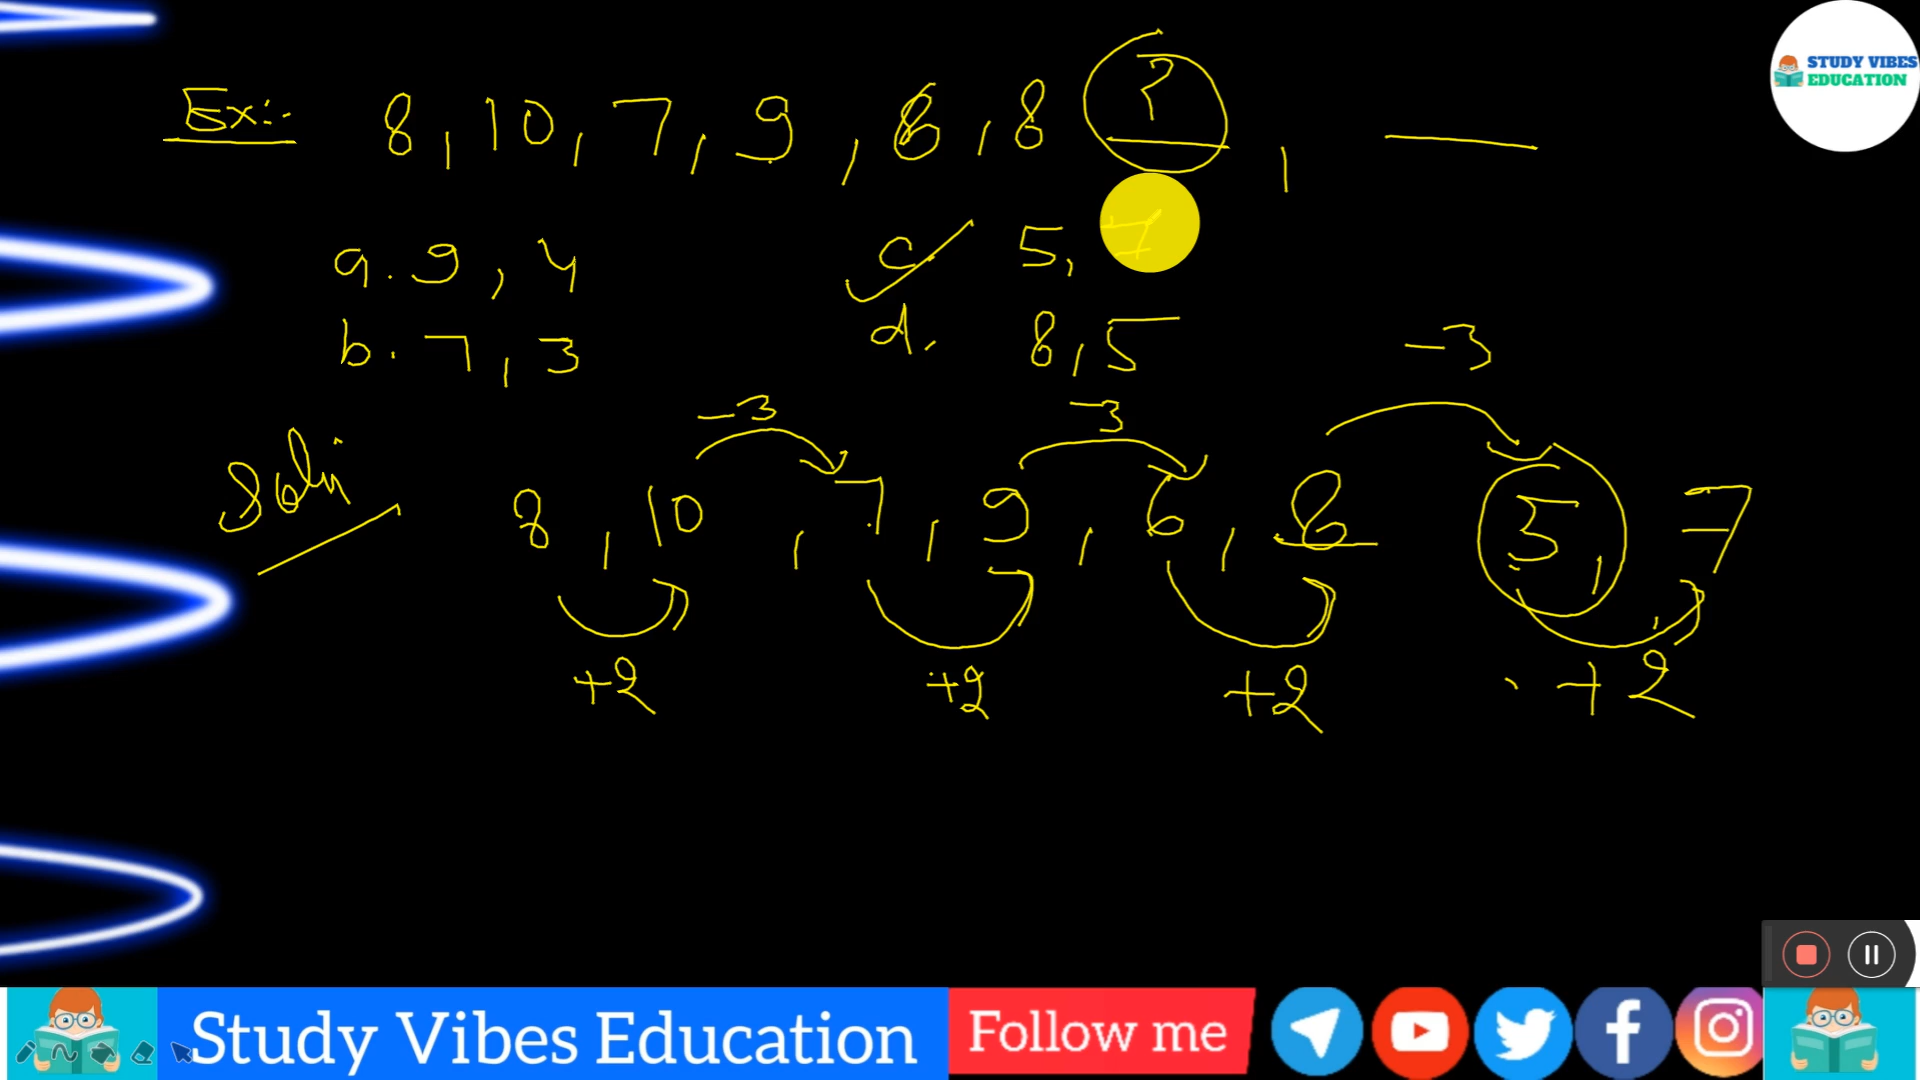 STUDY VIBES
EDUCATION
Ex:- 8, 10, 7, 9, 6, 8 ? , __
a. 9, 4
c. 5, 7
b. 7, 3
d. 8, 5
-3
-3 -3
Soln 8, 10, 7, 9, 6, 8 5, 7
+2 +2 +2 +2
Study Vibes Education Follow me